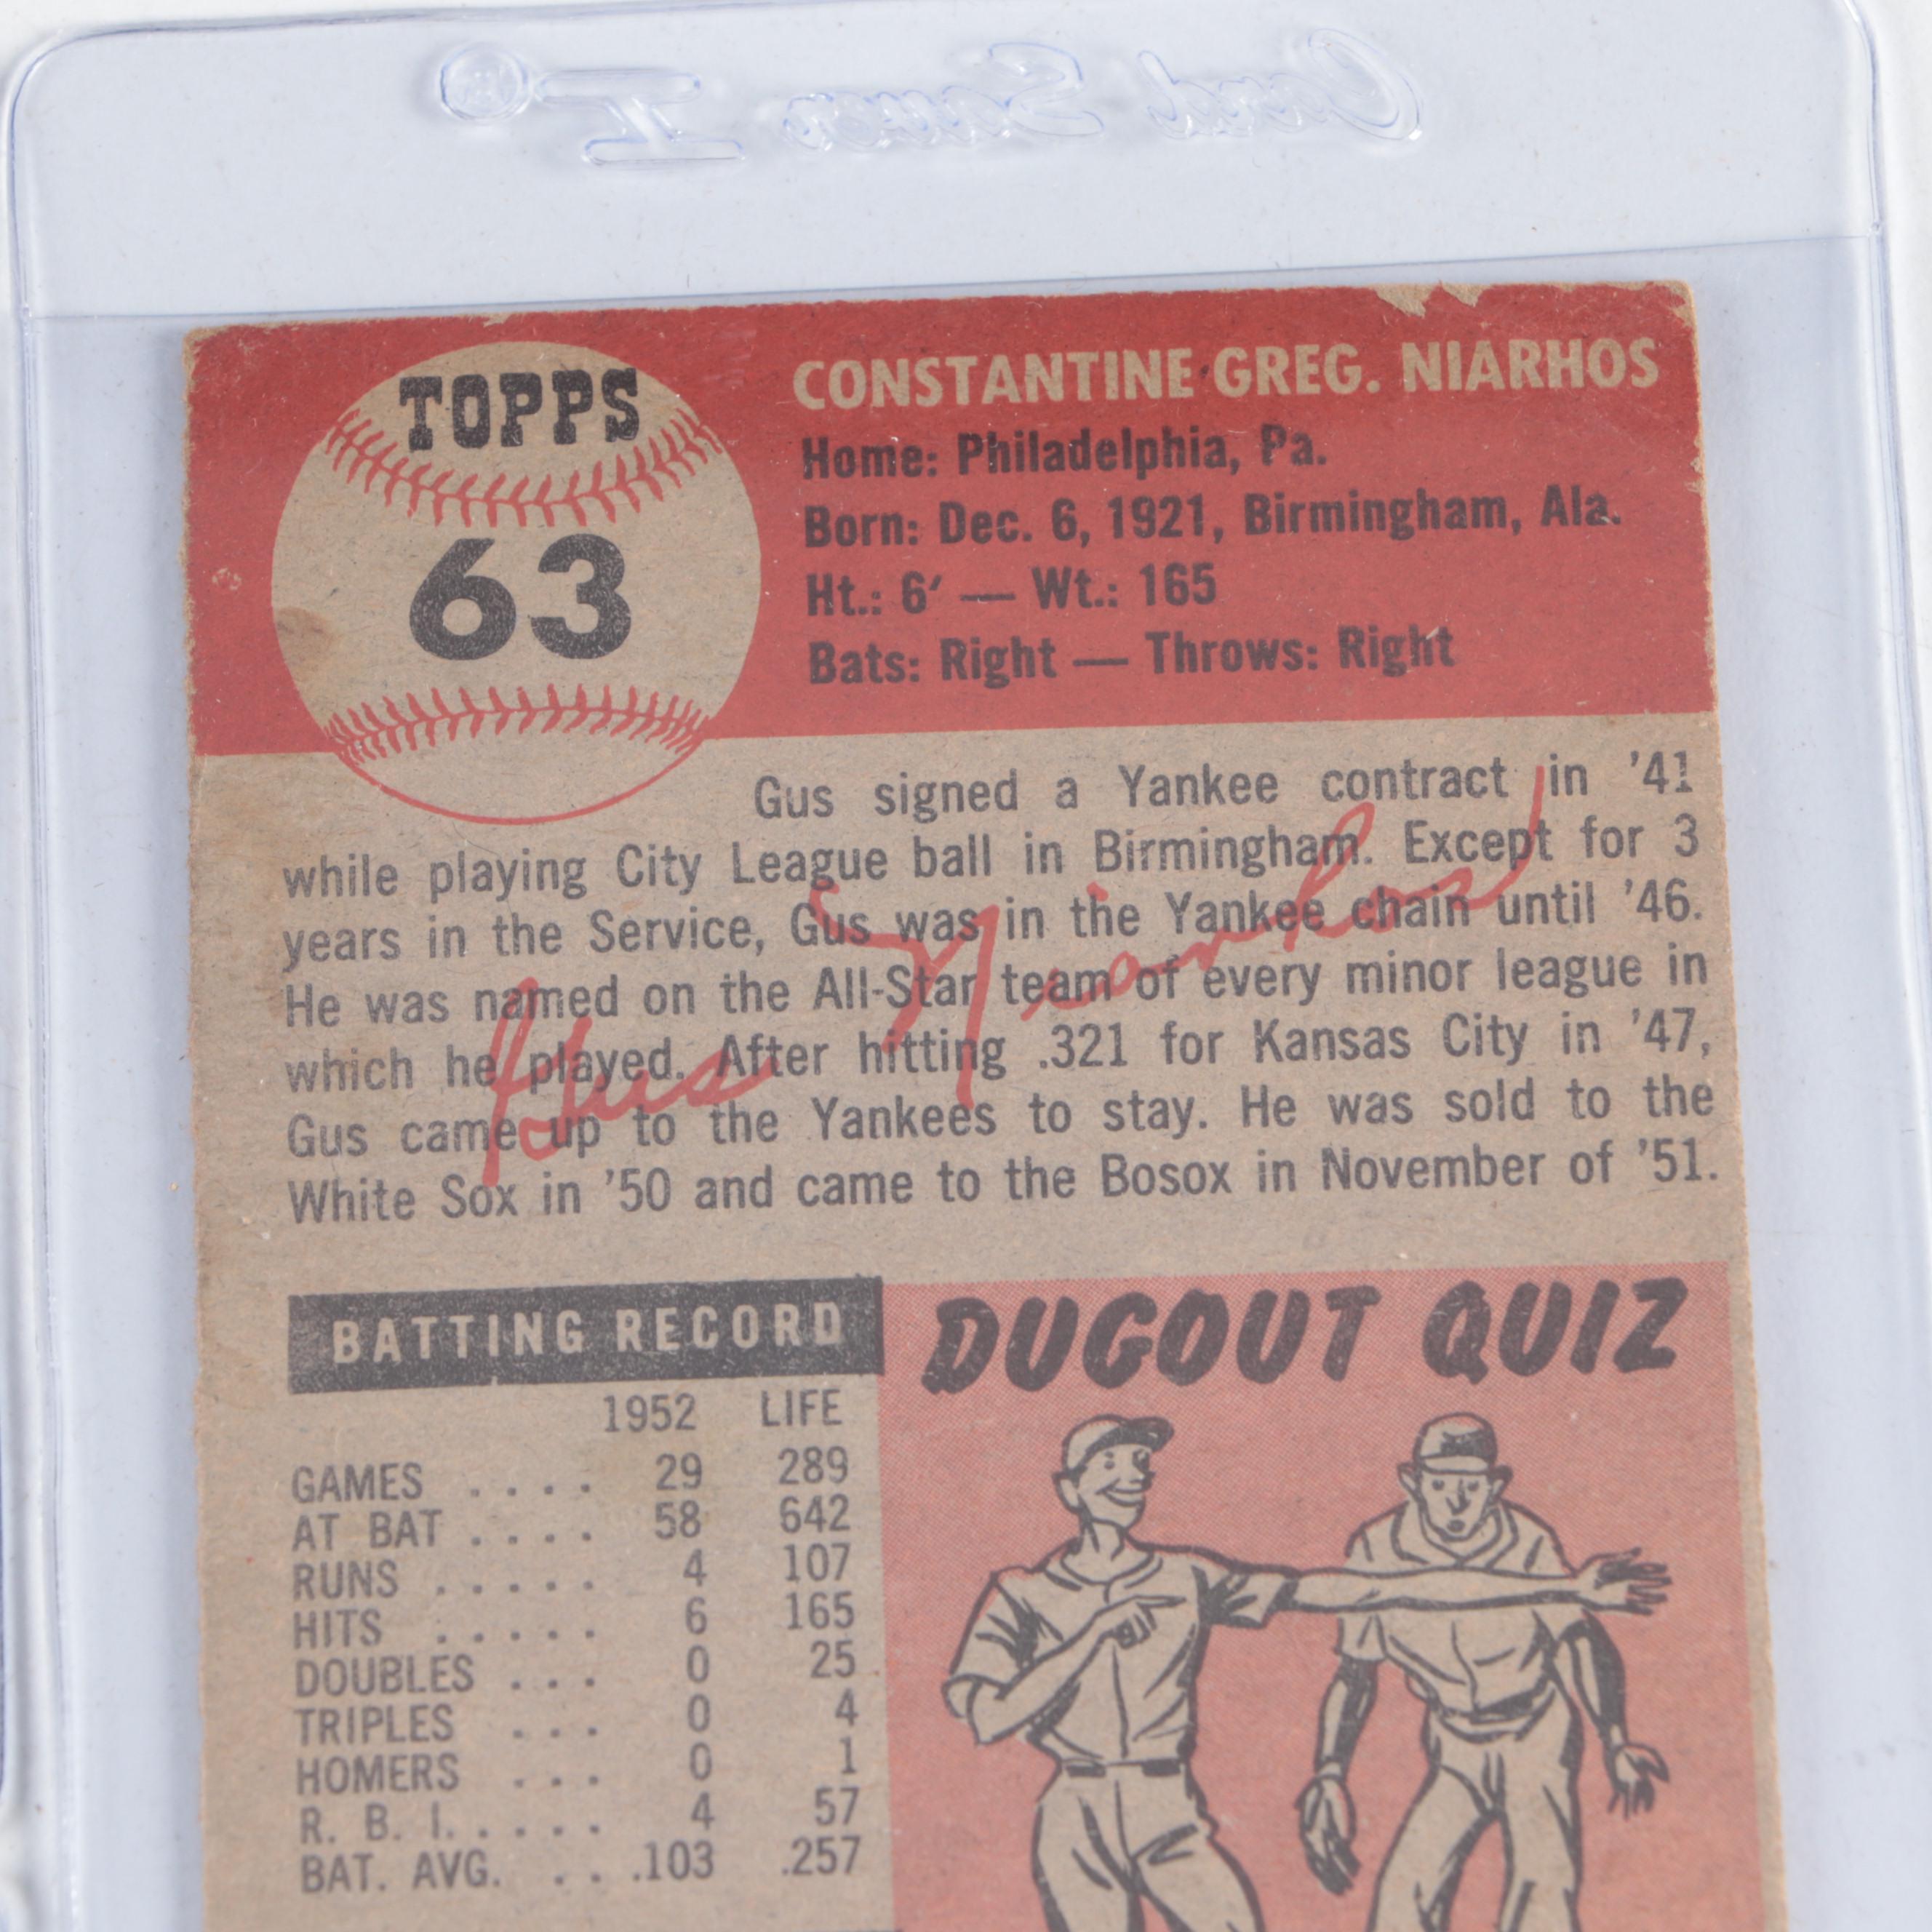 Card Saver I
TOPPS
63
CONSTANTINE GREG. NIARHOS
Home: Philadelphia, Pa.
Born: Dec. 6, 1921, Birmingham, Ala.
Ht.: 6′ — Wt.: 165
Bats: Right — Throws: Right
Gus signed a Yankee contract in '41
while playing City League ball in Birmingham. Except for 3
years in the Service, Gus was in the Yankee chain until '46.
He was named on the All-Star team of every minor league in
which he played. After hitting .321 for Kansas City in '47,
Gus came up to the Yankees to stay. He was sold to the
White Sox in '50 and came to the Bosox in November of '51.
Gus Niarhos
BATTING RECORD
1952 LIFE
GAMES . . . . 29 289
AT BAT . . . . 58 642
RUNS . . . . . 4 107
HITS . . . . . 6 165
DOUBLES . . . 0 25
TRIPLES . . . 0 4
HOMERS . . . 0 1
R. B. I. . . . . 4 57
BAT. AVG. . . .103 .257
DUGOUT QUIZ